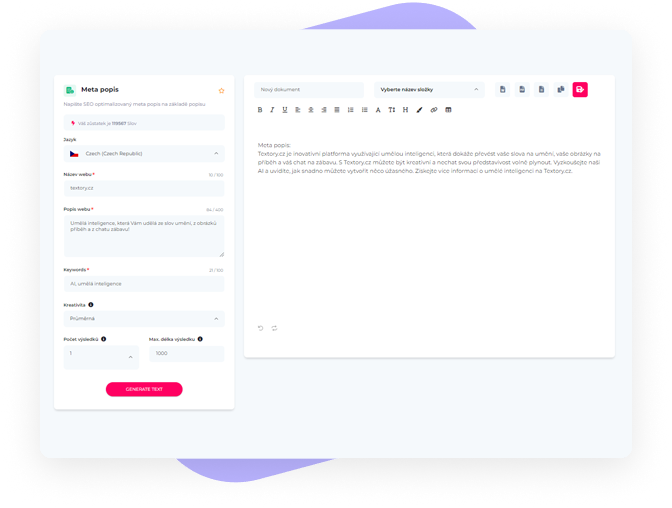 Meta popis
Napište SEO optimalizovaný meta popis na základě popisu.
Váš zůstatek je 119567 Slov
Jazyk
Czech (Czech Republic)
Název webu * 10 / 100
textory.cz
Popis webu * 84 / 400
Umělá inteligence, která Vám udělá ze slov umění, z obrázků
příběh a z chatu zábavu!
Keywords * 21 / 100
AI, umělá inteligence
Kreativita
Průměrná
Počet výsledků Max. délka výsledku
1 1000
GENERATE TEXT
Nový dokument Vyberte název složky
B I U A TI H
Meta popis:
Textory.cz je inovativní platforma využívající umělou inteligenci, která dokáže převést vaše slova na umění, vaše obrázky na
příběh a váš chat na zábavu. S Textory.cz můžete být kreativní a nechat svou představivost volně plynout. Vyzkoušejte naši
AI a uvidíte, jak snadno můžete vytvořit něco úžasného. Získejte více informací o umělé inteligenci na Textory.cz.